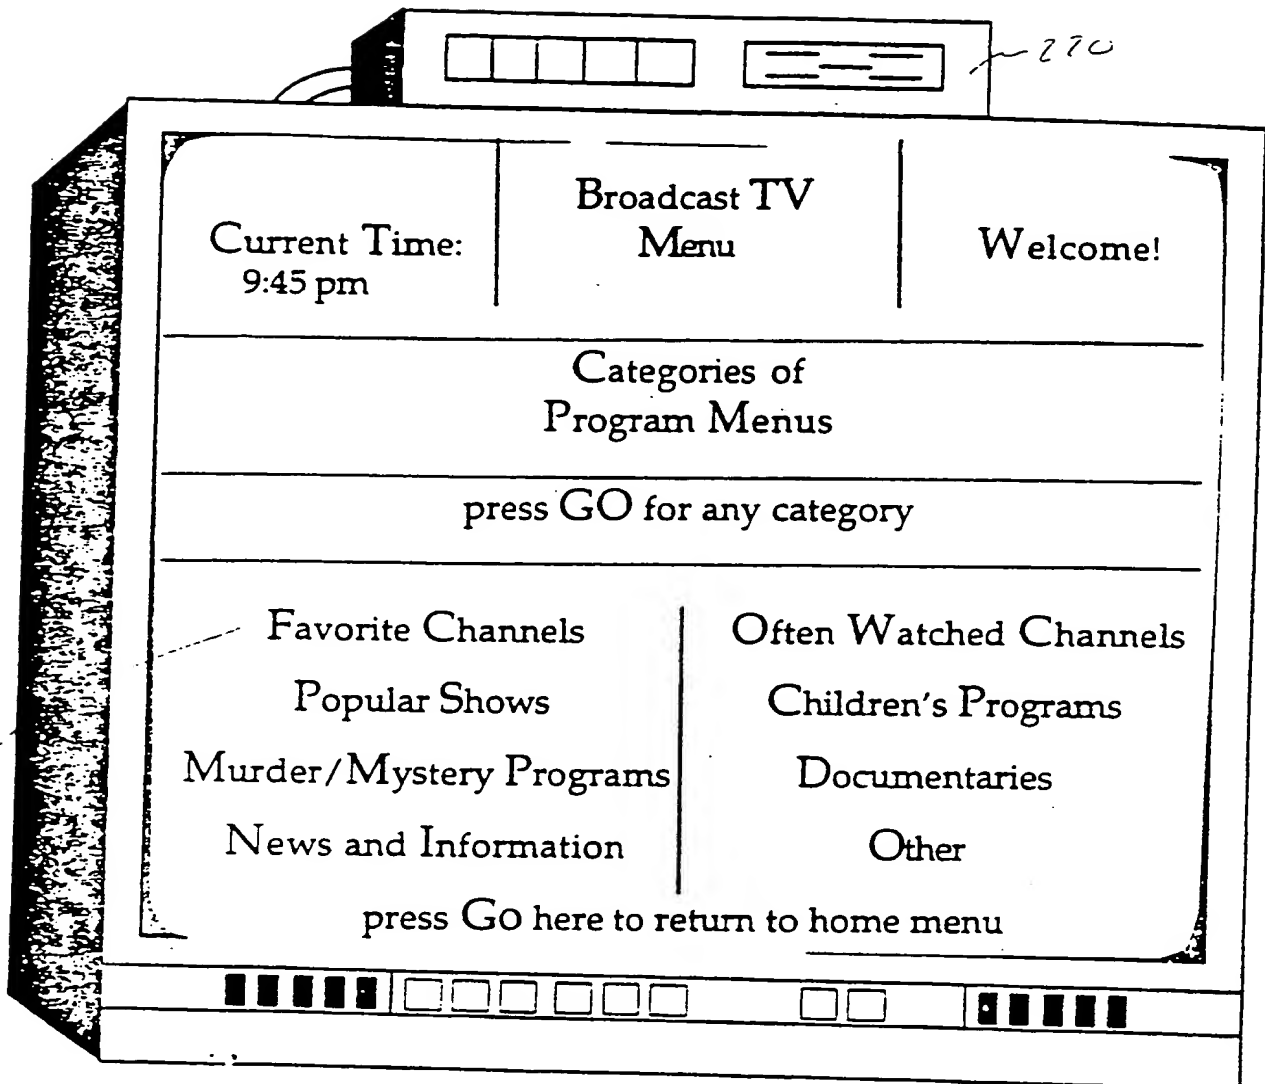 220
Broadcast TV
Menu
Current Time:
9:45 pm
Welcome!
Categories of
Program Menus
press GO for any category
Favorite Channels
Often Watched Channels
Popular Shows
Children's Programs
Murder/Mystery Programs
Documentaries
News and Information
Other
press Go here to return to home menu